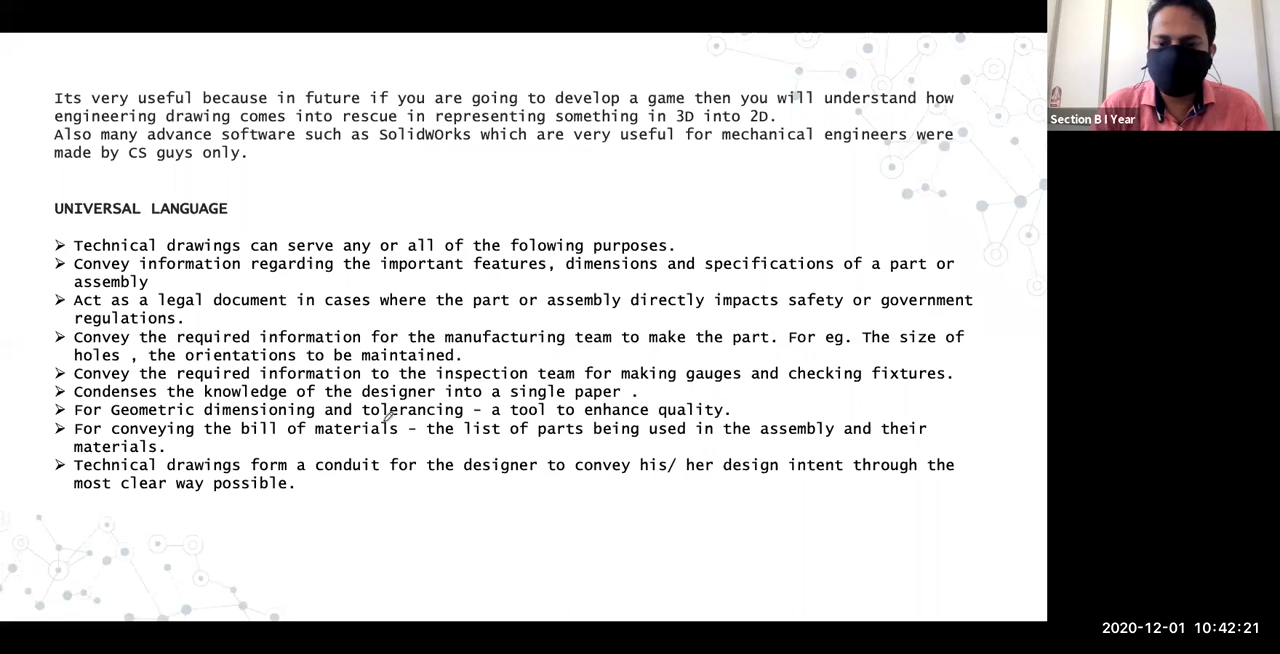 Its very useful because in future if you are going to develop a game then you will understand how
engineering drawing comes into rescue in representing something in 3D into 2D.
Also many advance software such as SolidWOrks which are very useful for mechanical engineers were
made by CS guys only.
UNIVERSAL LANGUAGE
➢ Technical drawings can serve any or all of the following purposes.
➢ Convey information regarding the important features, dimensions and specifications of a part or
assembly
➢ Act as a legal document in cases where the part or assembly directly impacts safety or government
regulations.
➢ Convey the required information for the manufacturing team to make the part. For eg. The size of
holes , the orientations to be maintained.
➢ Convey the required information to the inspection team for making gauges and checking fixtures.
➢ Condenses the knowledge of the designer into a single paper .
➢ For Geometric dimensioning and tolerancing - a tool to enhance quality.
➢ For conveying the bill of materials - the list of parts being used in the assembly and their
materials.
➢ Technical drawings form a conduit for the designer to convey his/ her design intent through the
most clear way possible.
Section B I Year
2020-12-01 10:42:21